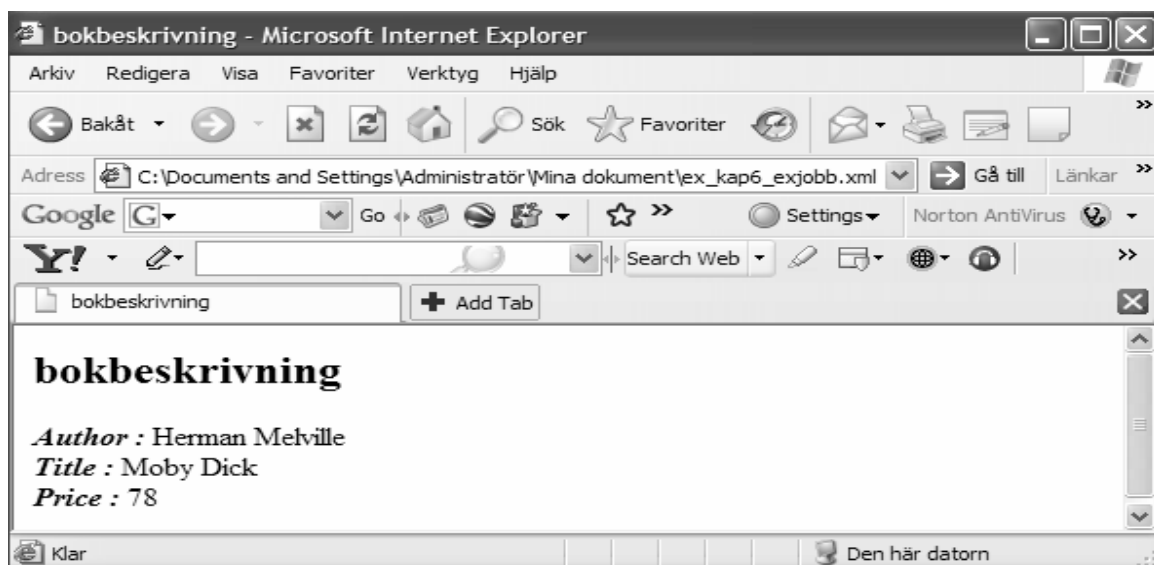 bokbeskrivning - Microsoft Internet Explorer
Arkiv Redigera Visa Favoriter Verktyg Hjälp
Bakåt Sök Favoriter »
Adress C:\Documents and Settings\Administratör\Mina dokument\ex_kap6_exjobb.xml Gå till Länkar »
Google G Go » Settings Norton AntiVirus
Y! Search Web »
bokbeskrivning Add Tab
bokbeskrivning
Author : Herman Melville
Title : Moby Dick
Price : 78
Klar Den här datorn